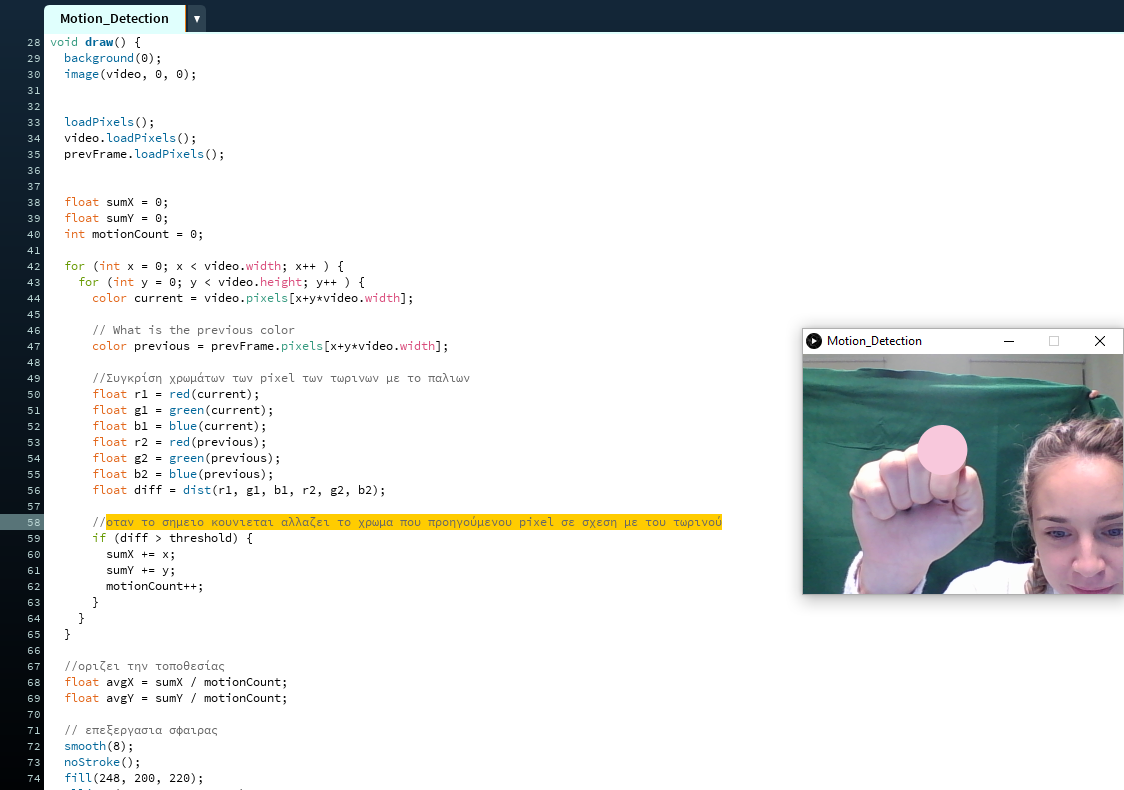 Motion_Detection ▼
28 void draw() {
29 background(0);
30 image(video, 0, 0);
31
32
33 loadPixels();
34 video.loadPixels();
35 prevFrame.loadPixels();
36
37
38 float sumX = 0;
39 float sumY = 0;
40 int motionCount = 0;
41
42 for (int x = 0; x < video.width; x++ ) {
43 for (int y = 0; y < video.height; y++ ) {
44 color current = video.pixels[x+y*video.width];
45
46 // What is the previous color
47 color previous = prevFrame.pixels[x+y*video.width];
48
49 //Συγκρίση χρωμάτων των pixel των τωρινων με το παλιων
50 float r1 = red(current);
51 float g1 = green(current);
52 float b1 = blue(current);
53 float r2 = red(previous);
54 float g2 = green(previous);
55 float b2 = blue(previous);
56 float diff = dist(r1, g1, b1, r2, g2, b2);
57
58 //οταν το σημειο κουνιεται αλλαζει το χρωμα που προηγούμενου pixel σε σχεση με του τωρινού
59 if (diff > threshold) {
60 sumX += x;
61 sumY += y;
62 motionCount++;
63 }
64 }
65 }
66
67 //οριζει την τοποθεσίας
68 float avgX = sumX / motionCount;
69 float avgY = sumY / motionCount;
70
71 // επεξεργασια σφαιρας
72 smooth(8);
73 noStroke();
74 fill(248, 200, 220);
Motion_Detection